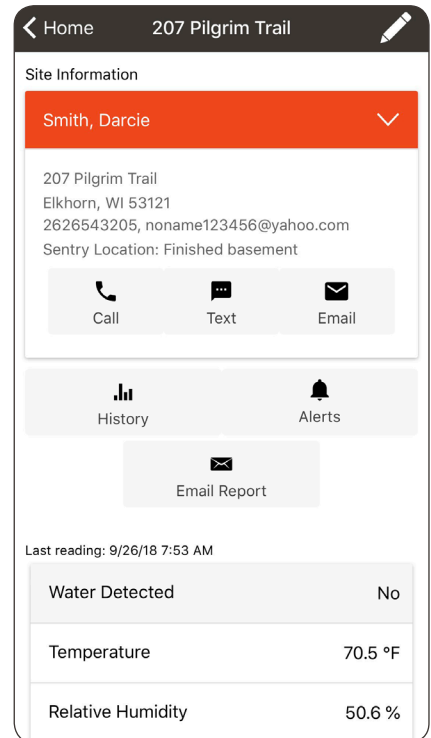 Home 207 Pilgrim Trail
Site Information
Smith, Darcie
207 Pilgrim Trail
Elkhorn, WI 53121
2626543205, noname123456@yahoo.com
Sentry Location: Finished basement
Call Text Email
History Alerts
Email Report
Last reading: 9/26/18 7:53 AM
Water Detected No
Temperature 70.5 °F
Relative Humidity 50.6 %